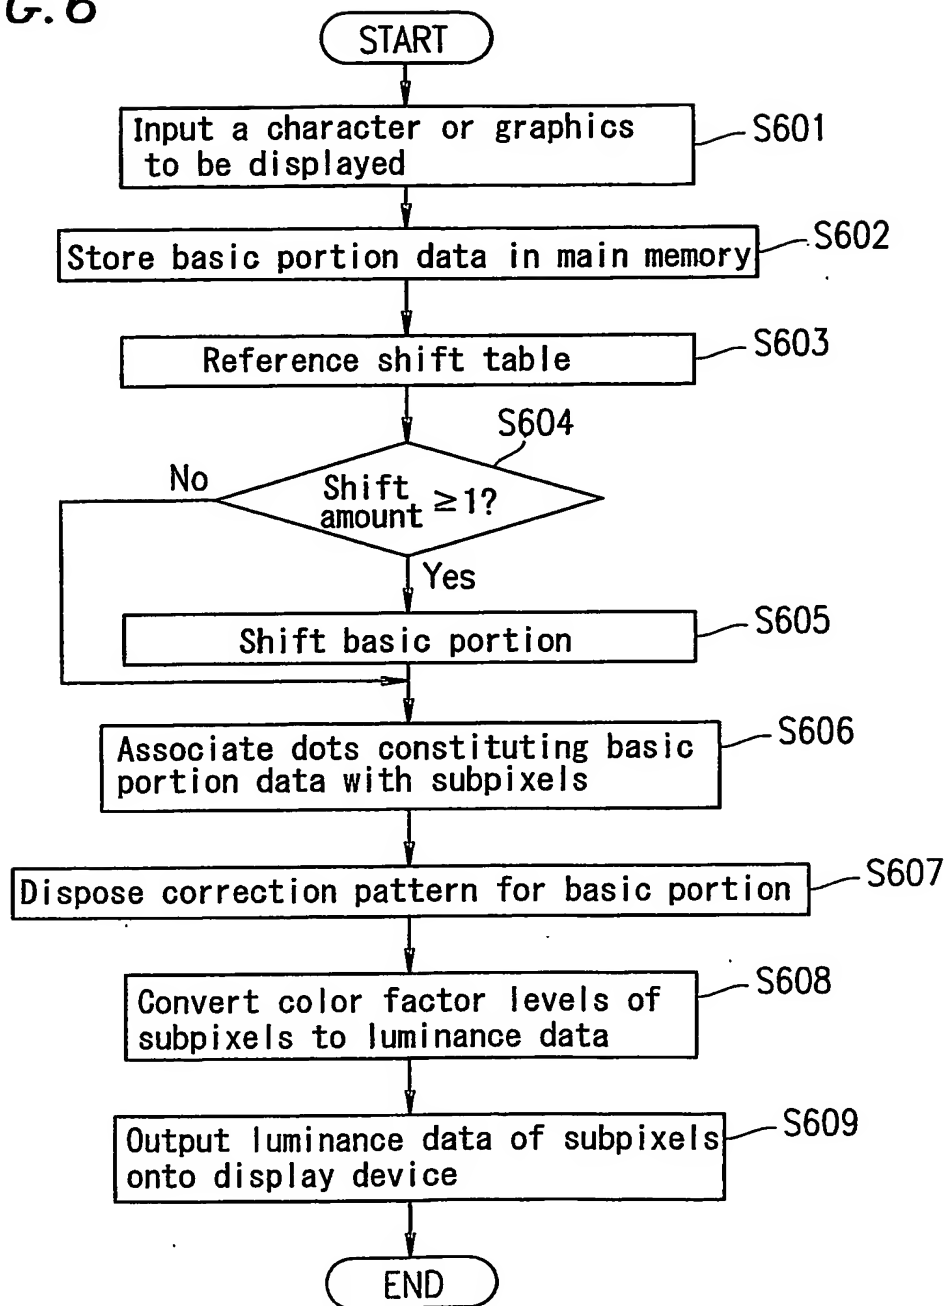 G. 6
START
Input a character or graphics
to be displayed
S601
Store basic portion data in main memory
S602
Reference shift table
S603
S604
No
Shift
amount ≥1?
Yes
Shift basic portion
S605
Associate dots constituting basic
portion data with subpixels
S606
Dispose correction pattern for basic portion
S607
Convert color factor levels of
subpixels to luminance data
S608
Output luminance data of subpixels
onto display device
S609
END